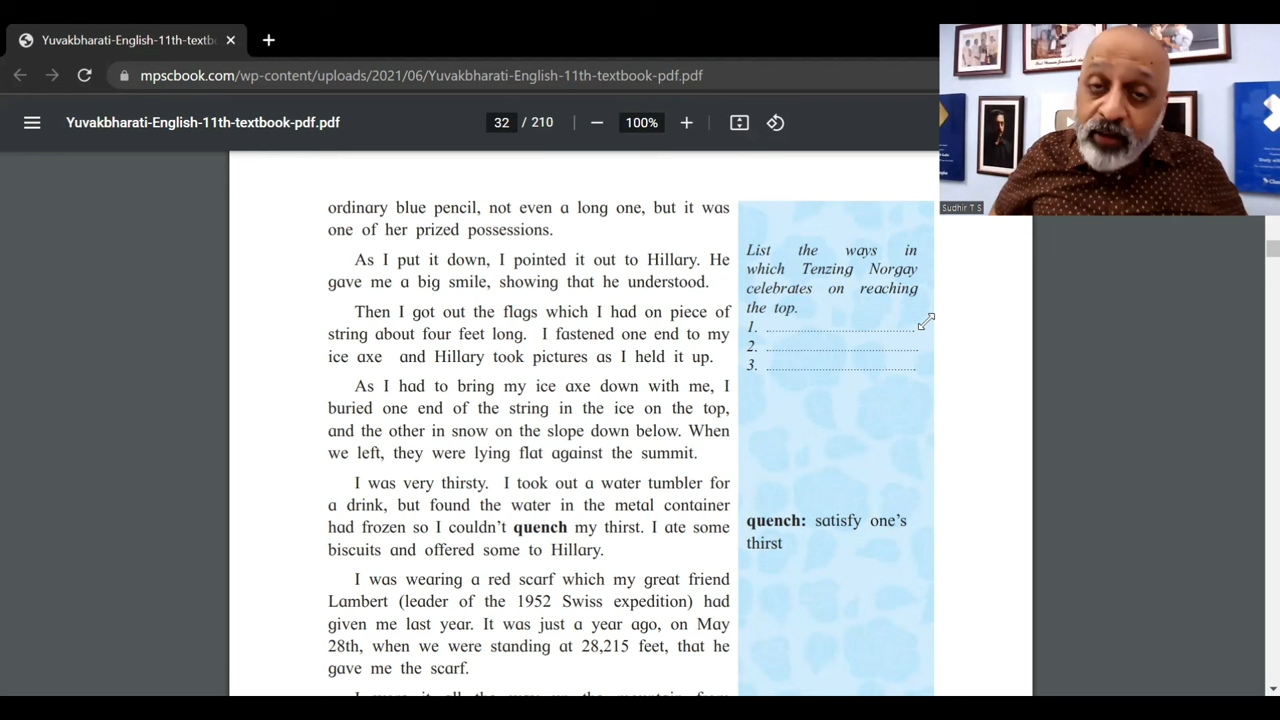 Yuvakbharati-English-11th-textb
mpscbook.com/wp-content/uploads/2021/06/Yuvakbharati-English-11th-textbook-pdf.pdf
Yuvakbharati-English-11th-textbook-pdf.pdf
32 / 210
100%
ordinary blue pencil, not even a long one, but it was
one of her prized possessions.
As I put it down, I pointed it out to Hillary. He
gave me a big smile, showing that he understood.
Then I got out the flags which I had on piece of
string about four feet long. I fastened one end to my
ice axe and Hillary took pictures as I held it up.
As I had to bring my ice axe down with me, I
buried one end of the string in the ice on the top,
and the other in snow on the slope down below. When
we left, they were lying flat against the summit.
I was very thirsty. I took out a water tumbler for
a drink, but found the water in the metal container
had frozen so I couldn't quench my thirst. I ate some
biscuits and offered some to Hillary.
I was wearing a red scarf which my great friend
Lambert (leader of the 1952 Swiss expedition) had
given me last year. It was just a year ago, on May
28th, when we were standing at 28,215 feet, that he
gave me the scarf.
I wore it all the way up the mountain from
List the ways in
which Tenzing Norgay
celebrates on reaching
the top.
1. ..........................................
2. ..........................................
3. ..........................................
quench: satisfy one's
thirst
Sudhir T S